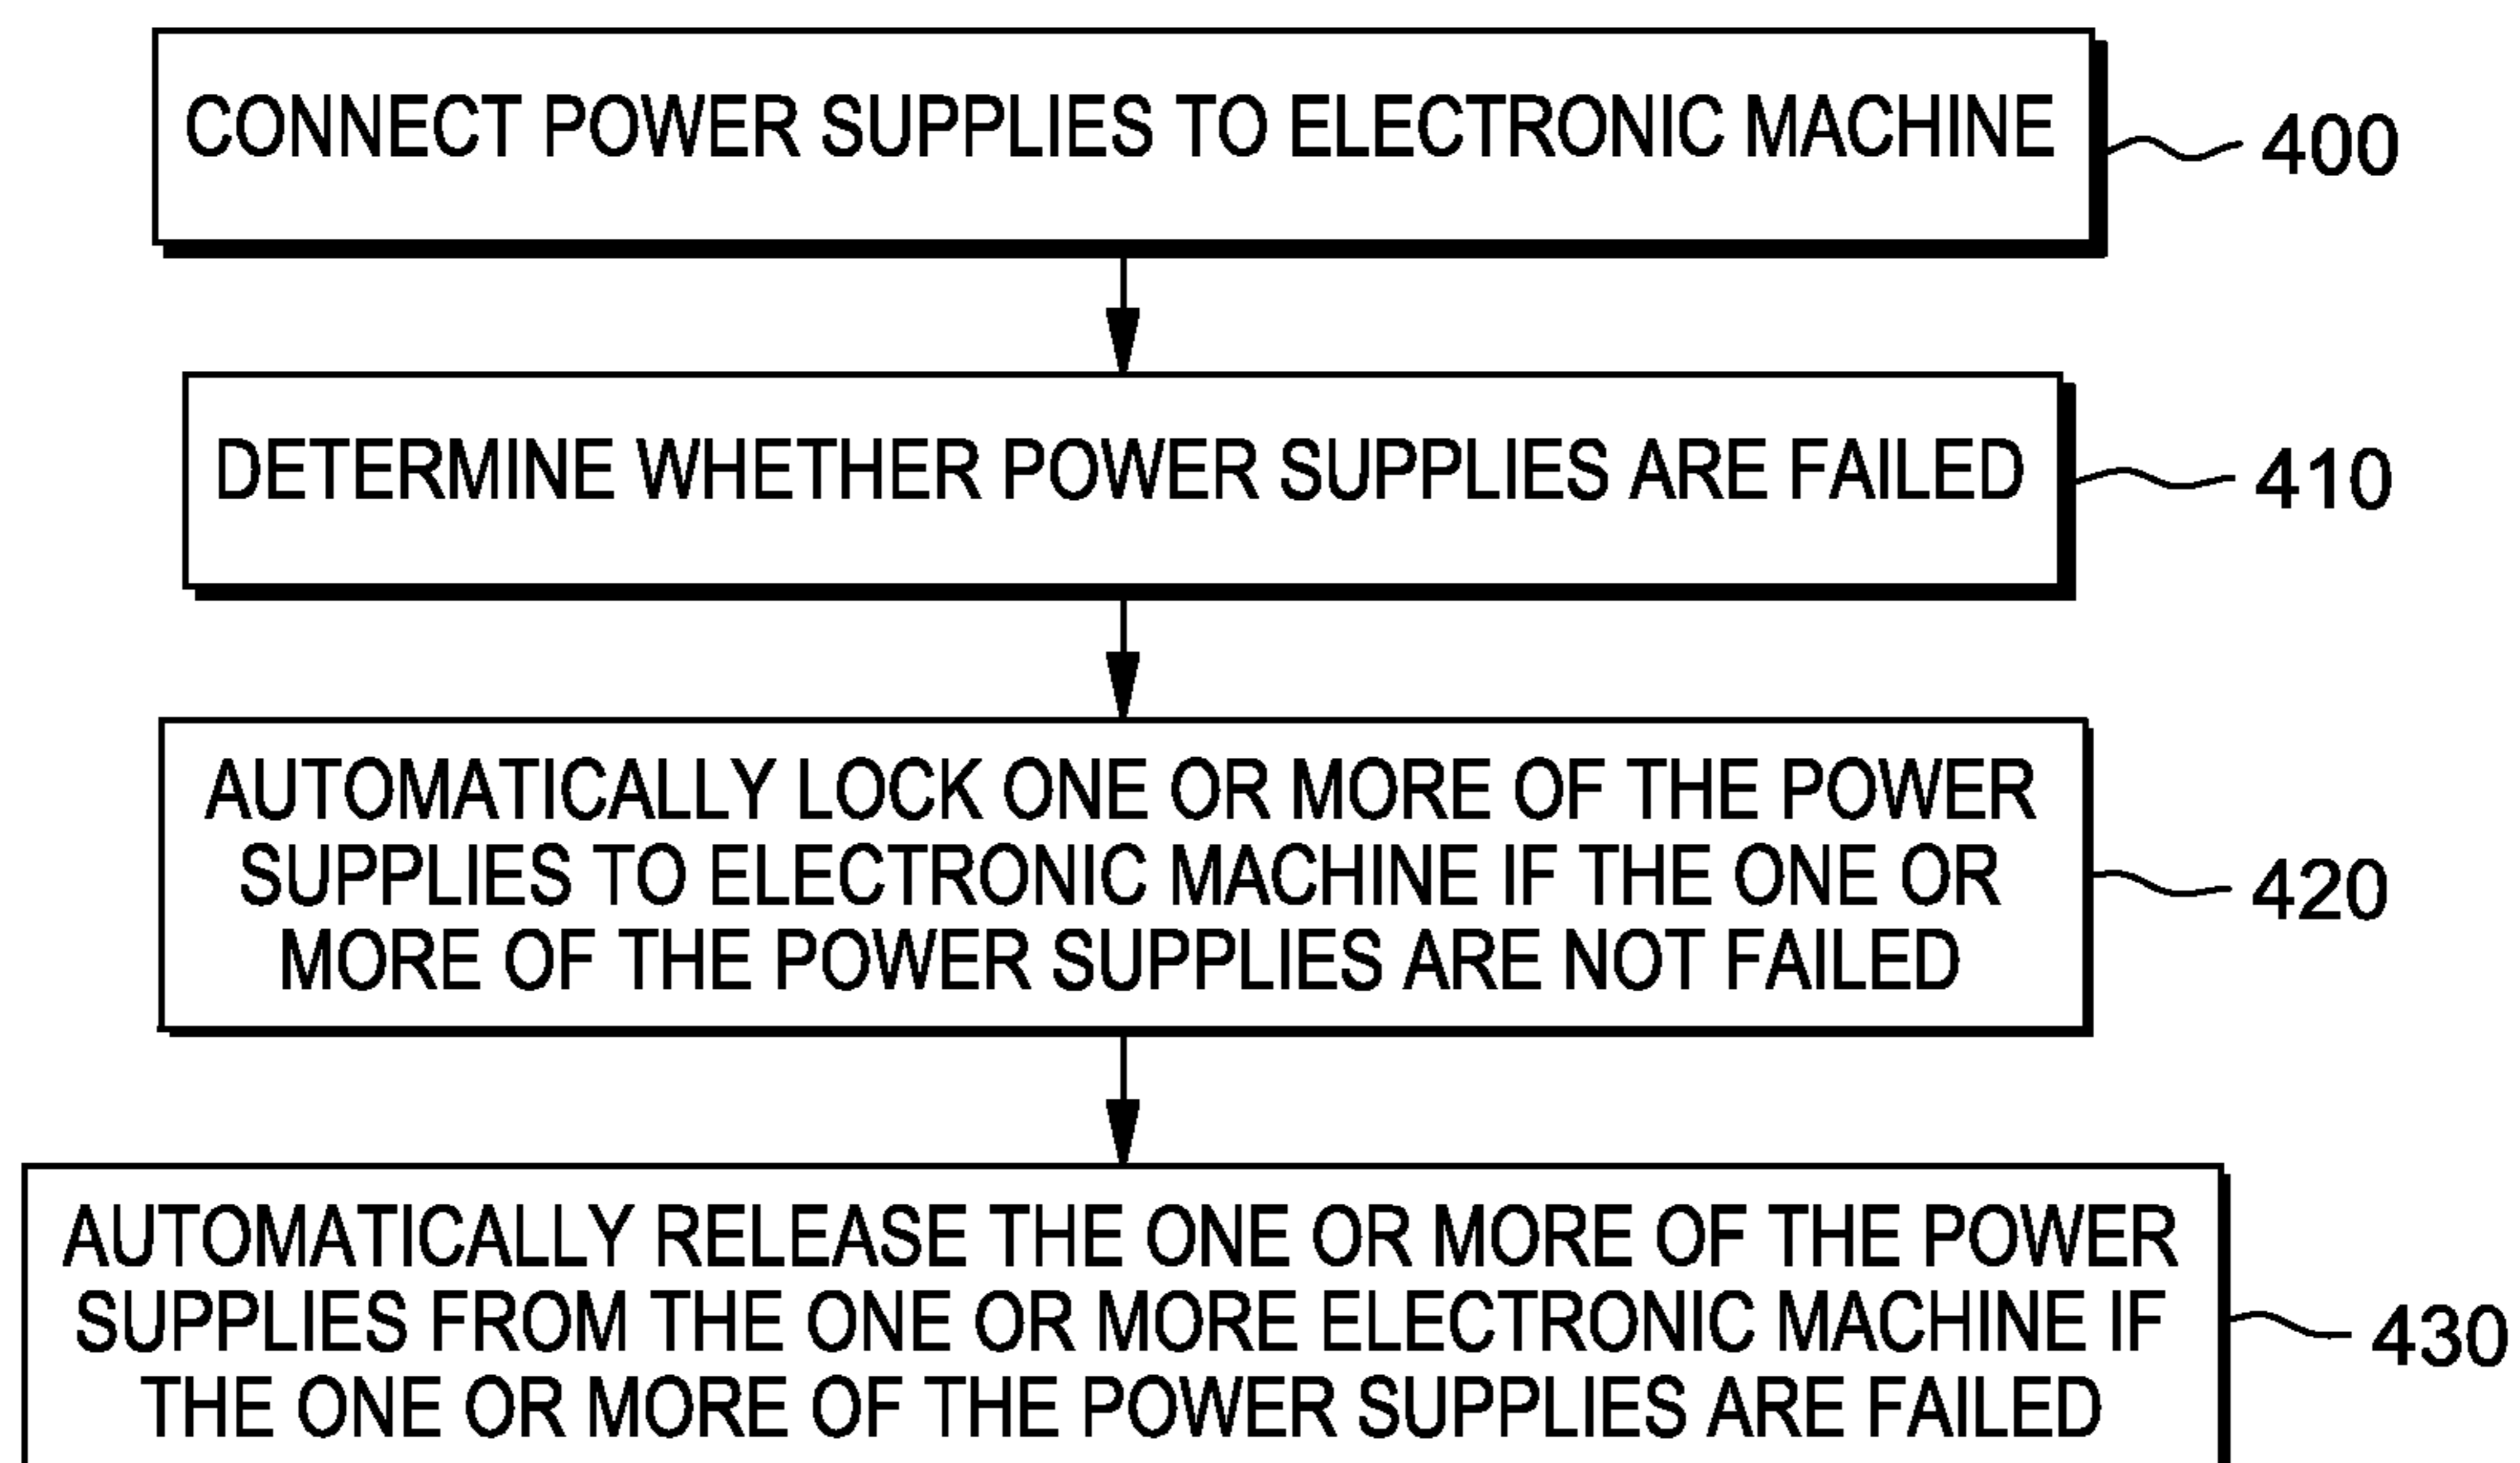 CONNECT POWER SUPPLIES TO ELECTRONIC MACHINE
400
DETERMINE WHETHER POWER SUPPLIES ARE FAILED
410
AUTOMATICALLY LOCK ONE OR MORE OF THE POWER
SUPPLIES TO ELECTRONIC MACHINE IF THE ONE OR
MORE OF THE POWER SUPPLIES ARE NOT FAILED
420
AUTOMATICALLY RELEASE THE ONE OR MORE OF THE POWER
SUPPLIES FROM THE ONE OR MORE ELECTRONIC MACHINE IF
THE ONE OR MORE OF THE POWER SUPPLIES ARE FAILED
430